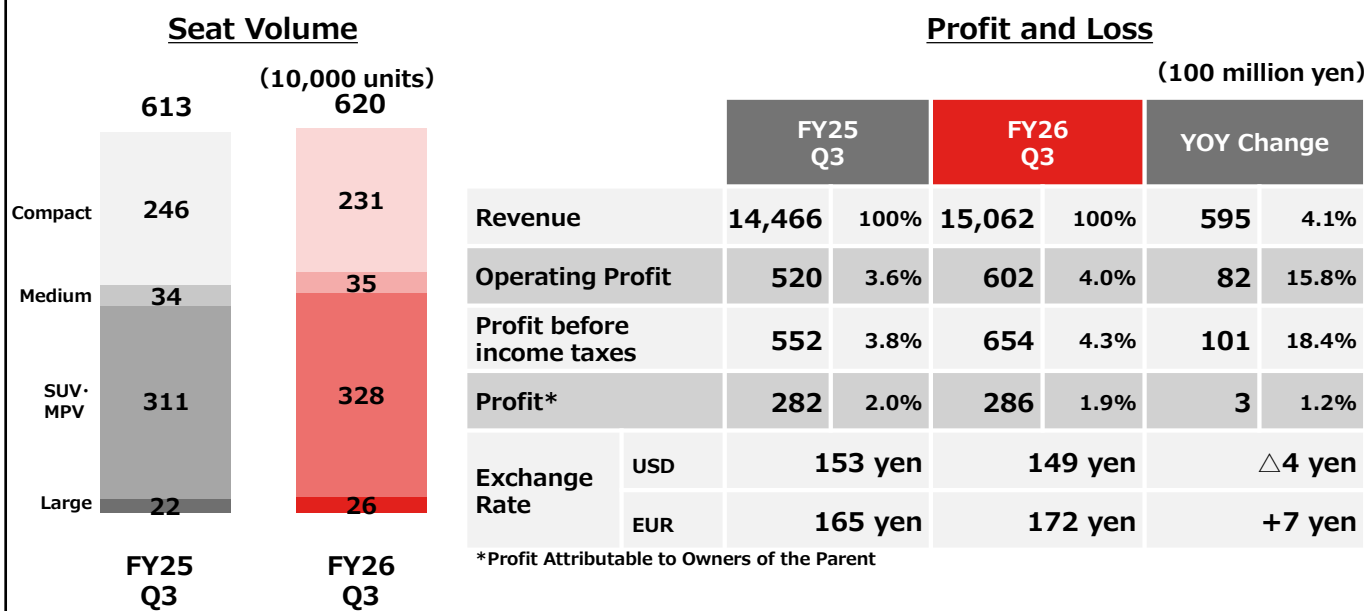 Seat Volume
(10,000 units)
613
620
Compact
246
231
Medium
34
35
SUV･
MPV
311
328
Large
22
26
FY25
Q3
FY26
Q3
Profit and Loss
(100 million yen)
FY25
Q3
FY26
Q3
YOY Change
Revenue 14,466 100% 15,062 100% 595 4.1%
Operating Profit 520 3.6% 602 4.0% 82 15.8%
Profit before
income taxes 552 3.8% 654 4.3% 101 18.4%
Profit* 282 2.0% 286 1.9% 3 1.2%
Exchange
Rate
USD 153 yen 149 yen △4 yen
EUR 165 yen 172 yen +7 yen
*Profit Attributable to Owners of the Parent